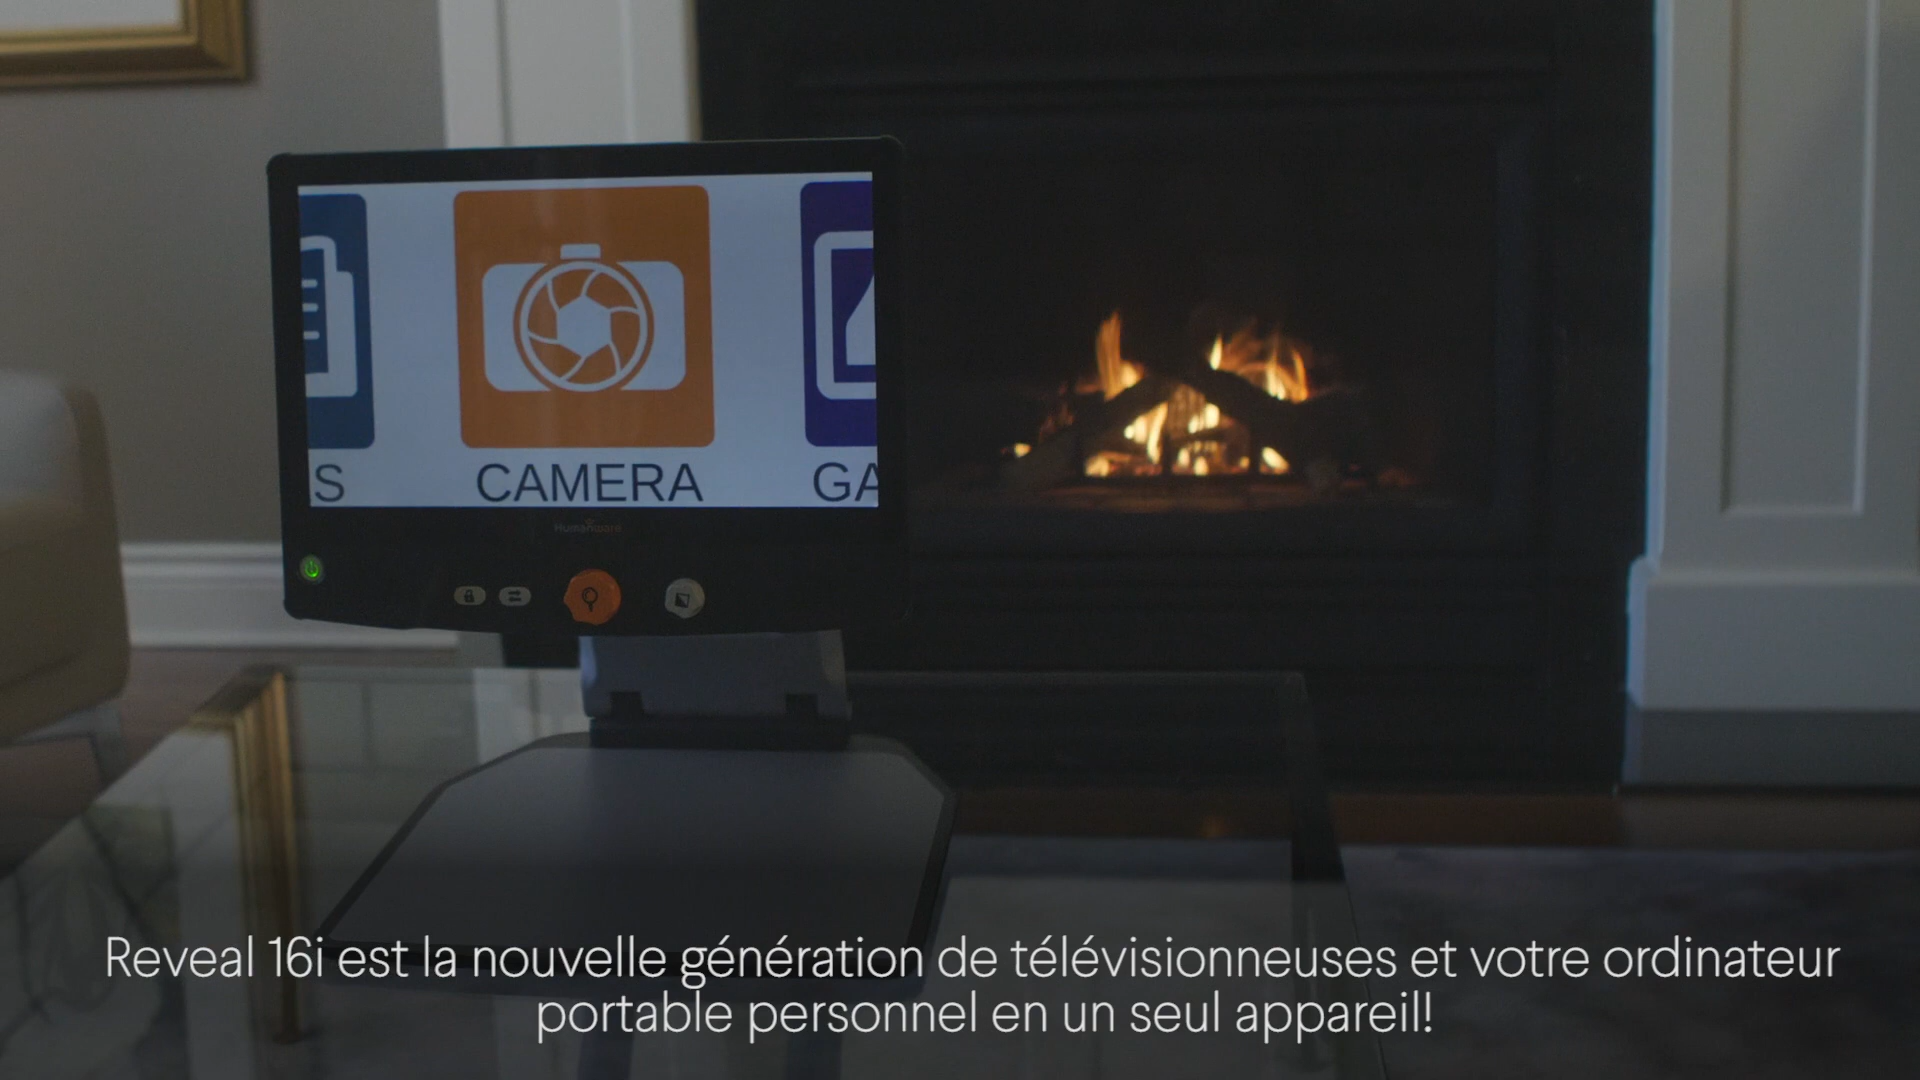 S CAMERA GA
HumanWare
Reveal 16i est la nouvelle génération de télévisionneuses et votre ordinateur
portable personnel en un seul appareil!